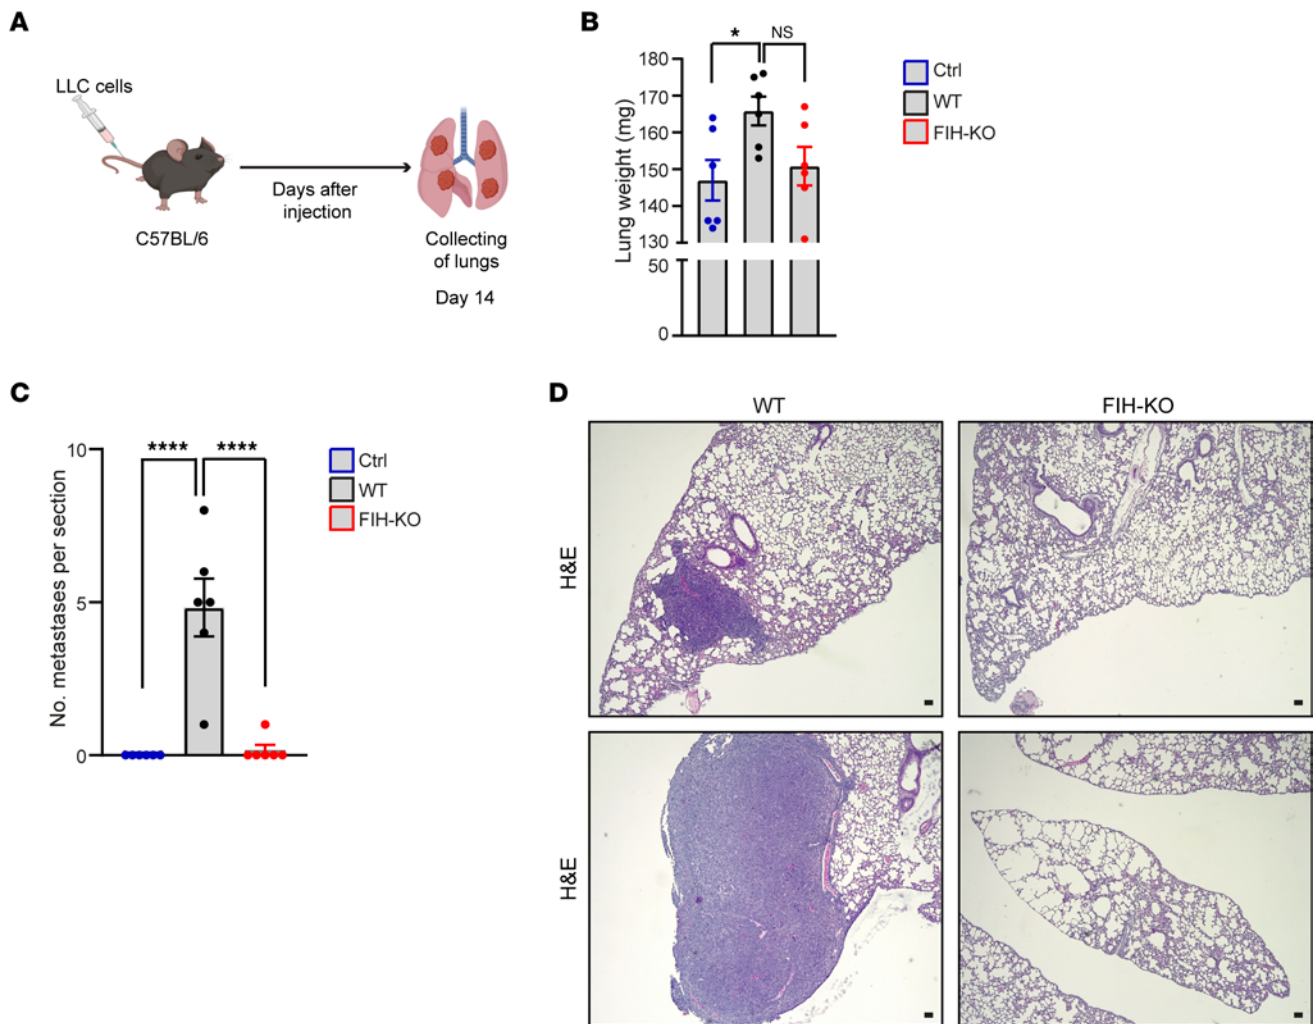 A
LLC cells
C57BL/6
Days after
injection
Collecting
of lungs
Day 14
B
* NS
Lung weight (mg)
180
170
160
150
140
130
50
0
Ctrl
WT
FIH-KO
C
**** ****
No. metastases per section
10
5
0
Ctrl
WT
FIH-KO
D
WT FIH-KO
H&E
H&E